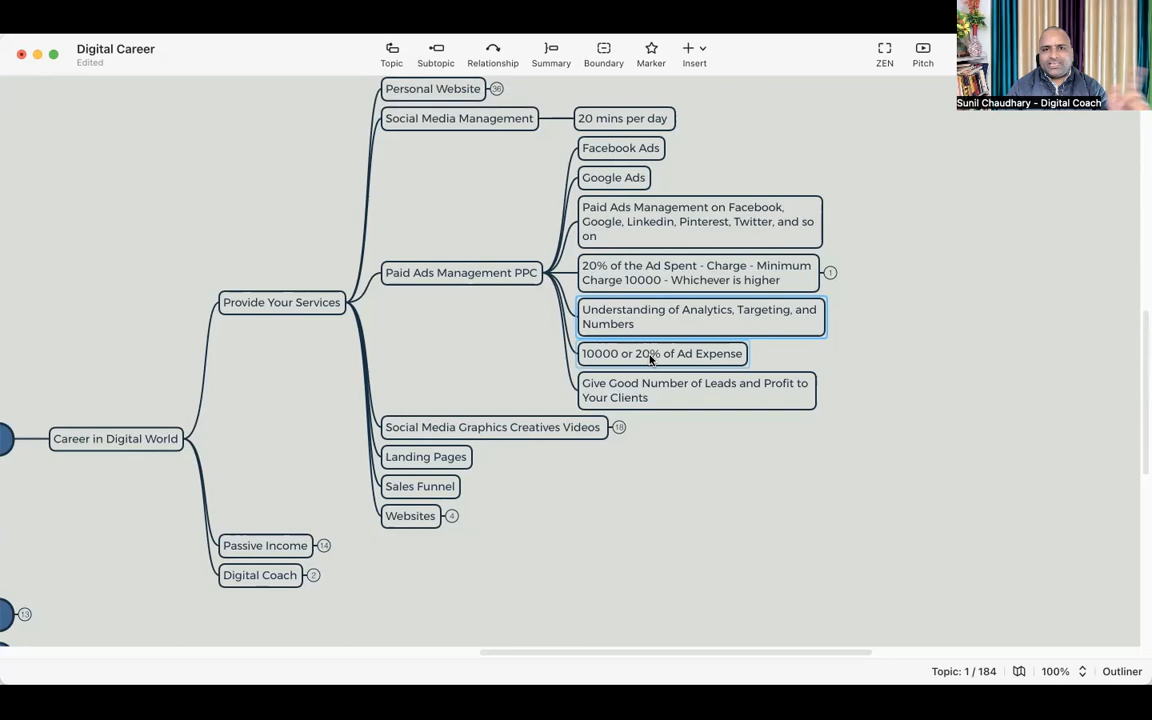 Digital Career
Edited
Topic
Subtopic
Relationship
Summary
Boundary
Marker
Insert
ZEN
Pitch
Sunil Chaudhary - Digital Coach
Personal Website
36
Social Media Management
20 mins per day
Facebook Ads
Google Ads
Paid Ads Management on Facebook,
Google, Linkedin, Pinterest, Twitter, and so
on
Paid Ads Management PPC
20% of the Ad Spent - Charge - Minimum
Charge 10000 - Whichever is higher
1
Provide Your Services
Understanding of Analytics, Targeting, and
Numbers
10000 or 20% of Ad Expense
Give Good Number of Leads and Profit to
Your Clients
Social Media Graphics Creatives Videos
18
Career in Digital World
Landing Pages
Sales Funnel
Websites
4
Passive Income
14
Digital Coach
2
13
Topic: 1 / 184
100%
Outliner